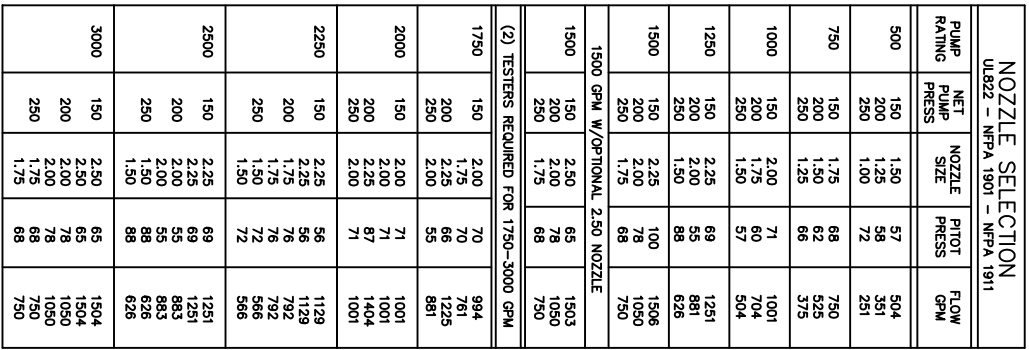 NOZZLE SELECTION
UL822 - NFPA 1901 - NFPA 1911
PUMP RATING NET PUMP PRESS NOZZLE SIZE PITOT PRESS FLOW GPM
500 150 1.50 57 504
200 1.25 58 351
250 1.00 72 251
750 150 1.75 68 750
200 1.50 62 525
250 1.25 66 375
1000 150 2.00 71 1001
200 1.75 60 704
250 1.50 57 504
1250 150 2.25 69 1251
200 2.00 55 881
250 1.50 88 626
1500 150 2.25 100 1506
200 2.00 78 1050
250 1.75 68 750
1500 GPM W/OPTIONAL 2.50 NOZZLE
1500 150 2.50 65 1503
200 2.00 78 1050
250 1.75 68 750
(2) TESTERS REQUIRED FOR 1750-3000 GPM
1750 150 2.00 70 994
1.75 70 761
200 2.25 66 1225
250 2.00 55 881
2000 150 2.00 71 1001
2.00 71 1001
200 2.25 87 1404
250 2.00 71 1001
2250 150 2.25 56 1129
2.25 56 1129
200 1.75 76 792
1.75 76 792
250 1.50 72 566
1.50 72 566
2500 150 2.25 69 1251
2.25 69 1251
200 2.00 55 883
2.00 55 883
250 1.50 88 626
1.50 88 626
3000 150 2.50 65 1504
2.50 65 1504
200 2.00 78 1050
2.00 78 1050
250 1.75 68 750
1.75 68 750